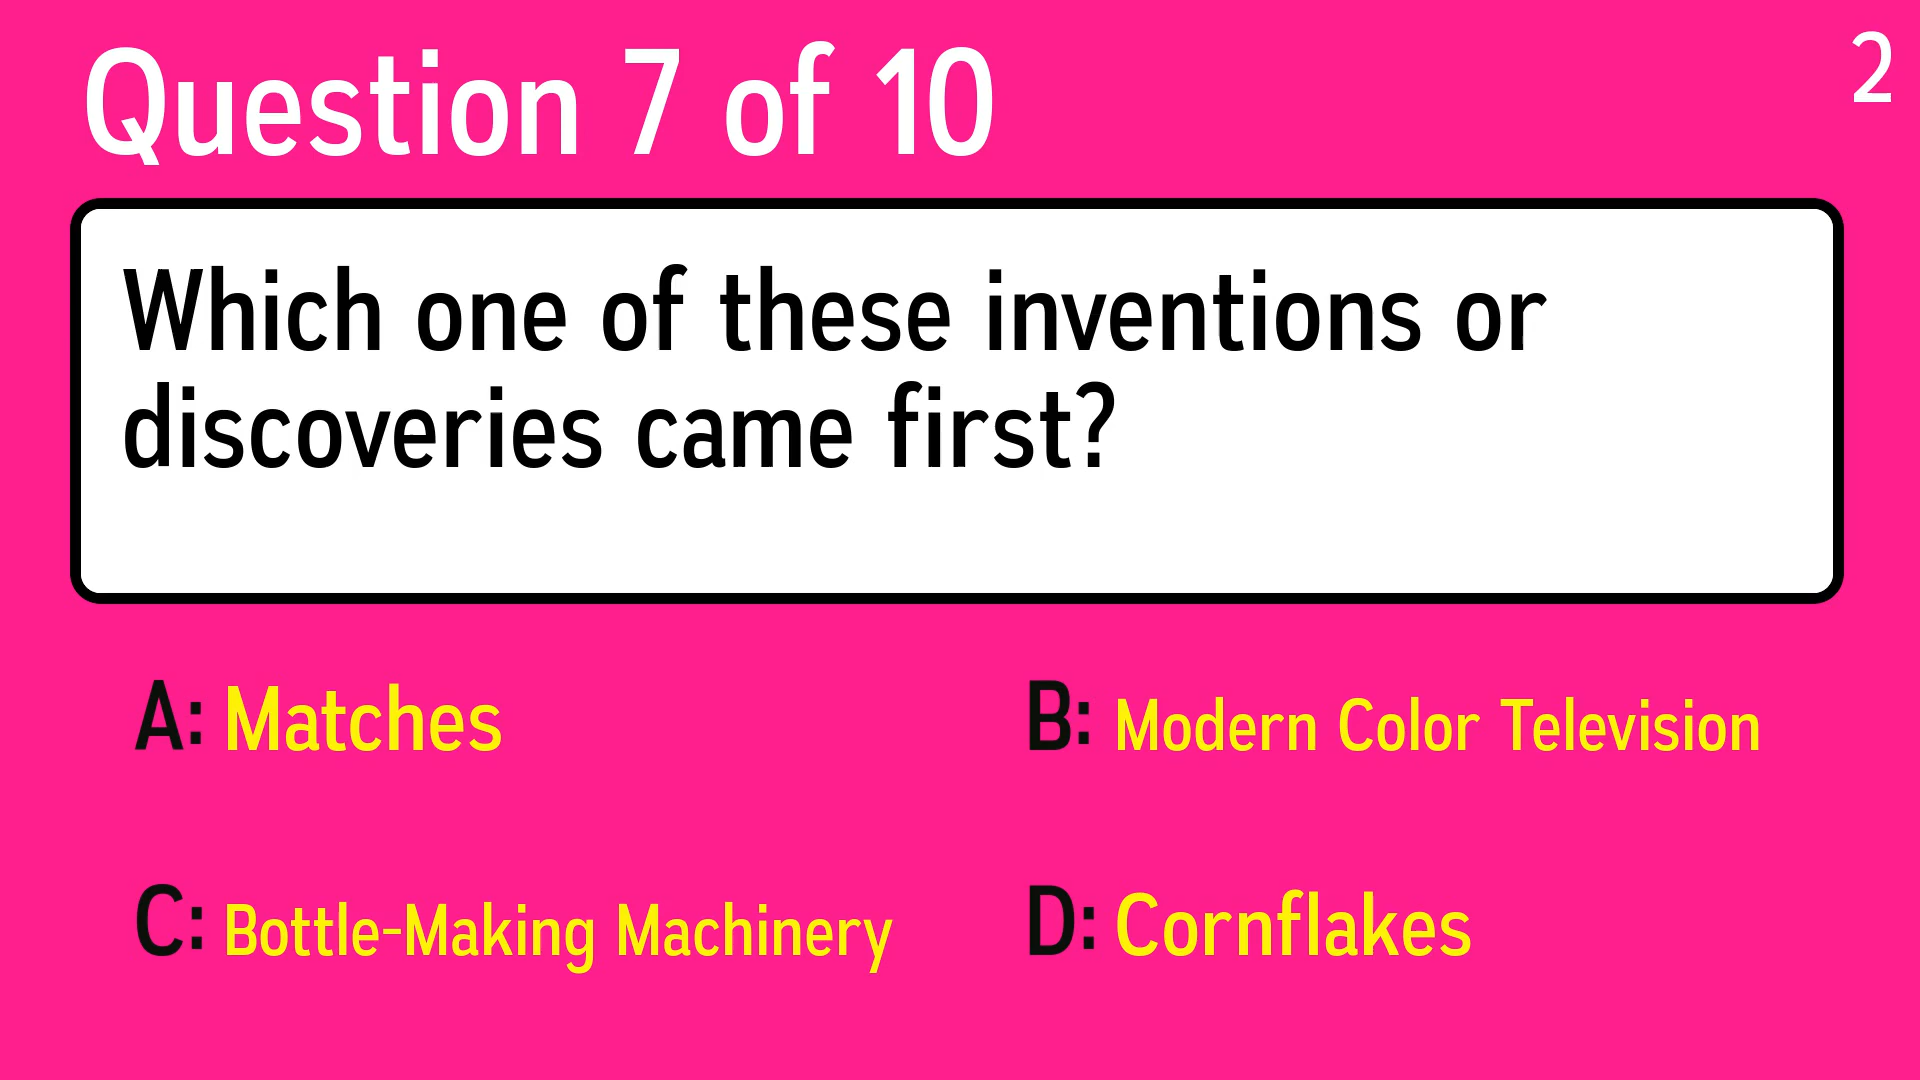 Question 7 of 10
2
Which one of these inventions or
discoveries came first?
A: Matches
B: Modern Color Television
C: Bottle-Making Machinery
D: Cornflakes